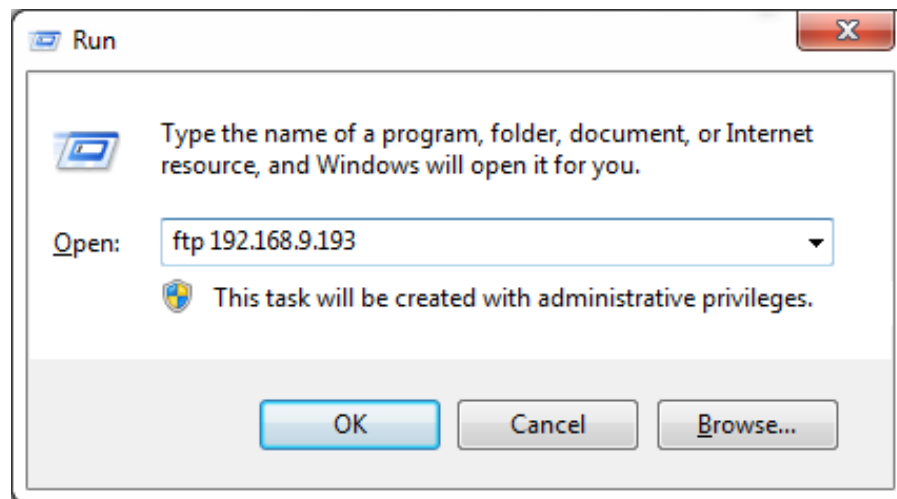 Run
Type the name of a program, folder, document, or Internet
resource, and Windows will open it for you.
Open: ftp 192.168.9.193
This task will be created with administrative privileges.
OK Cancel Browse...